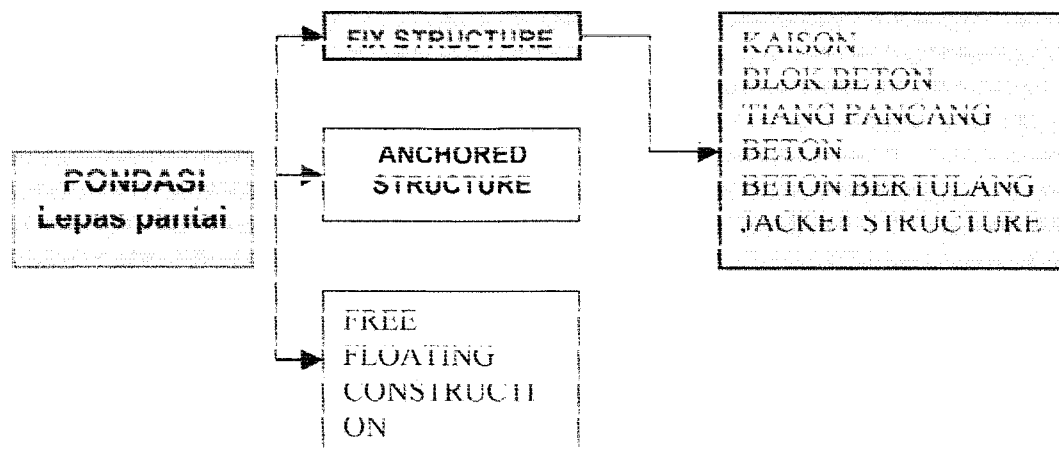 PONDASI
Lepas pantai
FIX STRUCTURE
ANCHORED
STRUCTURE
FREE
FLOATING
CONSTRUCTI
ON
KAISON
BLOK BETON
TIANG PANCANG
BETON
BETON BERTULANG
JACKET STRUCTURE